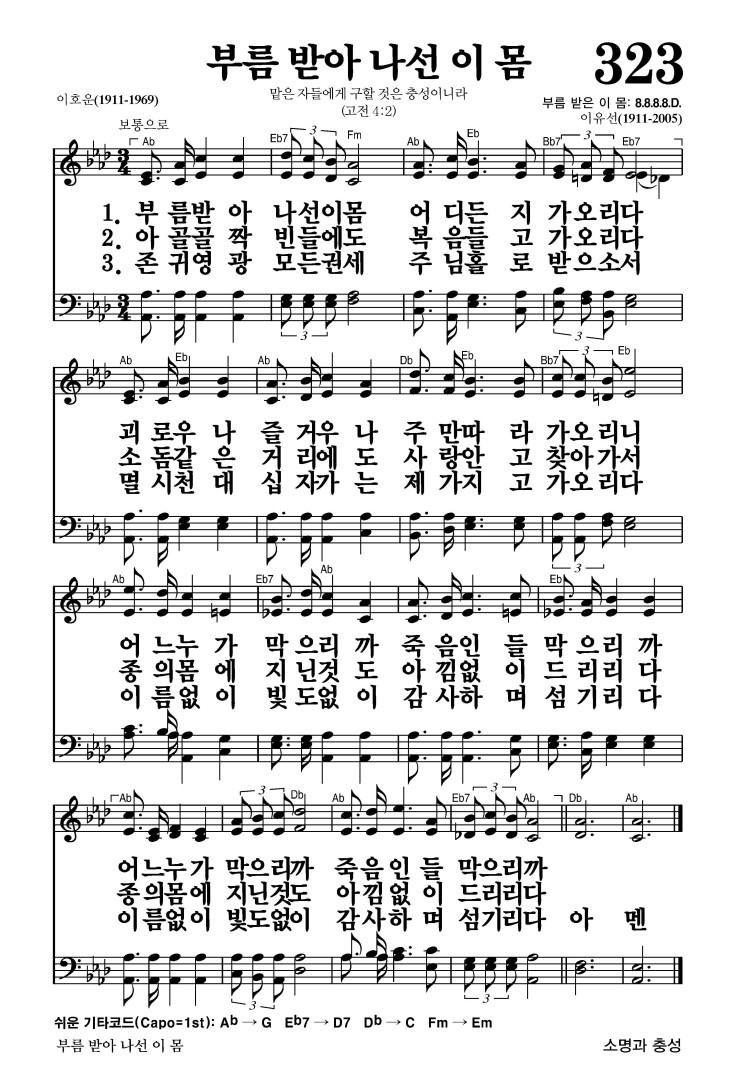 부름 받아 나선 이 몸 323
맡은 자들에게 구할 것은 충성이니라
(고전 4:2)
이호운(1911-1969)
부름 받은 이 몸: 8.8.8.8.D.
이유선(1911-2005)
보통으로
Ab Eb7 3 Fm Ab Eb Bb7 3 Eb7
3 4
1. 부 름받 아 나선이몸 어 디든 지 가오리다
2. 아 골골 짝 빈들에도 복 음들 고 가오리다
3. 존 귀영 광 모든권세 주 님홀 로 받으소서
3 4
3 3
Ab Eb Ab Eb Db Eb Bb7 3 Eb
괴 로우 나 즐 거우 나 주 만따 라 가오 리니
소 돔같 은 거 리에 도 사 랑안 고 찾아 가서
멸 시천 대 십 자가 는 제 가지 고 가오 리다
3
Ab Eb7 Ab Eb Eb7
어 느누 가 막 으리 까 죽 음인 들 막 으리 까
종 의몸 에 지 닌것 도 아 낌없 이 드 리리 다
이 름없 이 빛 도없 이 감 사하 며 섬 기리 다
Ab 3 Db Ab Eb7 3 Ab Db Ab
어느누가 막으리까 죽음인 들 막으리까
종의몸에 지닌것도 아낌없 이 드리리다
이름없이 빛도없이 감사하 며 섬기리다 아 멘
3 3
쉬운 기타코드(Capo=1st): Ab → G Eb7 → D7 Db → C Fm → Em
부름 받아 나선 이 몸 소명과 충성